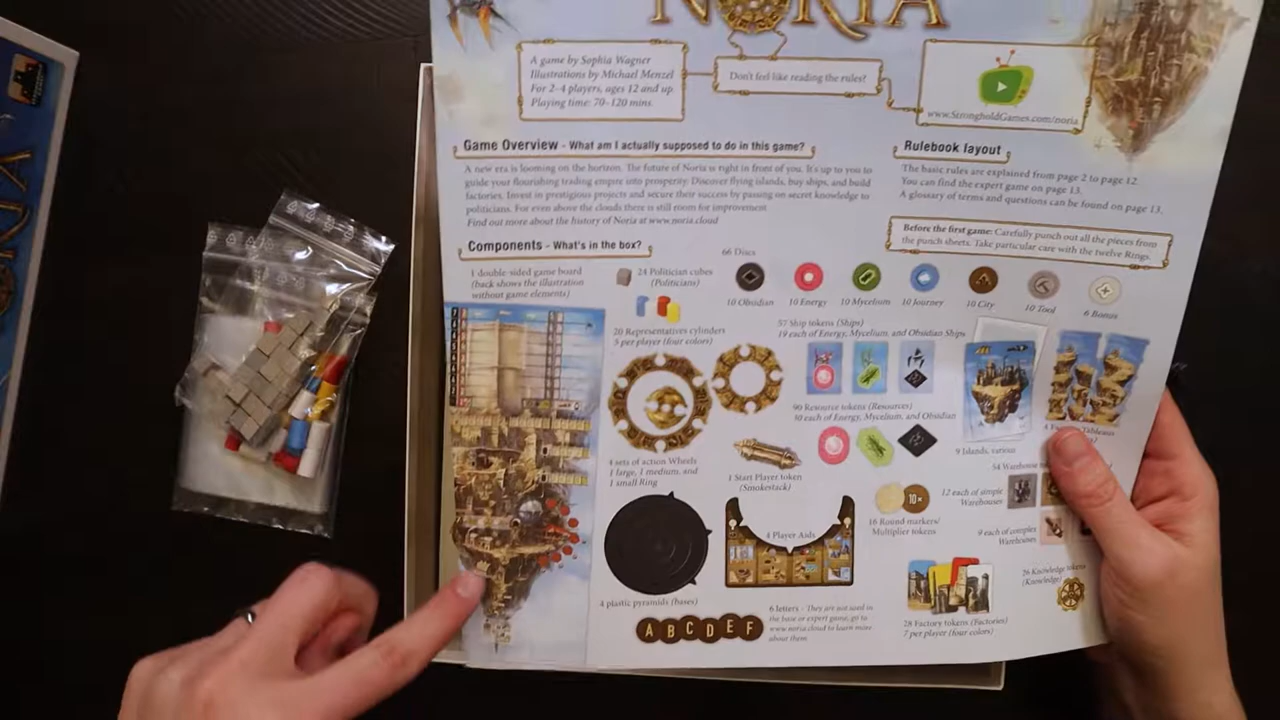 NORIA
A game by Sophia Wagner
Illustrations by Michael Menzel
For 2-4 players, ages 12 and up
Playing time: 70-120 mins.
Don't feel like reading the rules?
www.StrongholdGames.com/noria
Game Overview - What am I actually supposed to do in this game?
A new era is looming on the horizon. The future of Noria is right in front of you. It's up to you to
guide your flourishing trading empire into prosperity. Discover flying islands, buy ships, and build
factories. Invest in prestigious projects and secure their success by passing on secret knowledge to
politicians. For even above the clouds there is still room for improvement.
Find out more about the history of Noria at www.noria.cloud
Rulebook layout
The basic rules are explained from page 2 to page 12.
You can find the expert game on page 13.
A glossary of terms and questions can be found on page 13.
Before the first game: Carefully punch out all the pieces from
the punch sheets. Take particular care with the twelve Rings.
Components - What's in the box?
1 double-sided game board
(back shows the illustration
without game elements)
24 Politician cubes
(Politicians)
20 Representatives cylinders
5 per player (four colors)
66 Discs
10 Obsidian
10 Energy
10 Mycelium
10 Journey
10 City
10 Tool
6 Bonus
57 Ship tokens (Ships)
19 each of Energy, Mycelium, and Obsidian Ships
90 Resource tokens (Resources)
30 each of Energy, Mycelium, and Obsidian
9 Islands, various
4
Tableaus
4 sets of action Wheels
1 large, 1 medium, and
1 small Ring
1 Start Player token
(Smokestack)
54 Warehouse
12 each of simple
Warehouses
9 each of complex
Warehouses
10×
16 Round markers/
Multiplier tokens
4 Player Aids
4 plastic pyramids (bases)
A B C D E F
6 letters - They are not used in
the base or expert game, go to
www.noria.cloud to learn more
about them.
28 Factory tokens (Factories)
7 per player (four colors)
26 Knowledge tokens
(Knowledge)